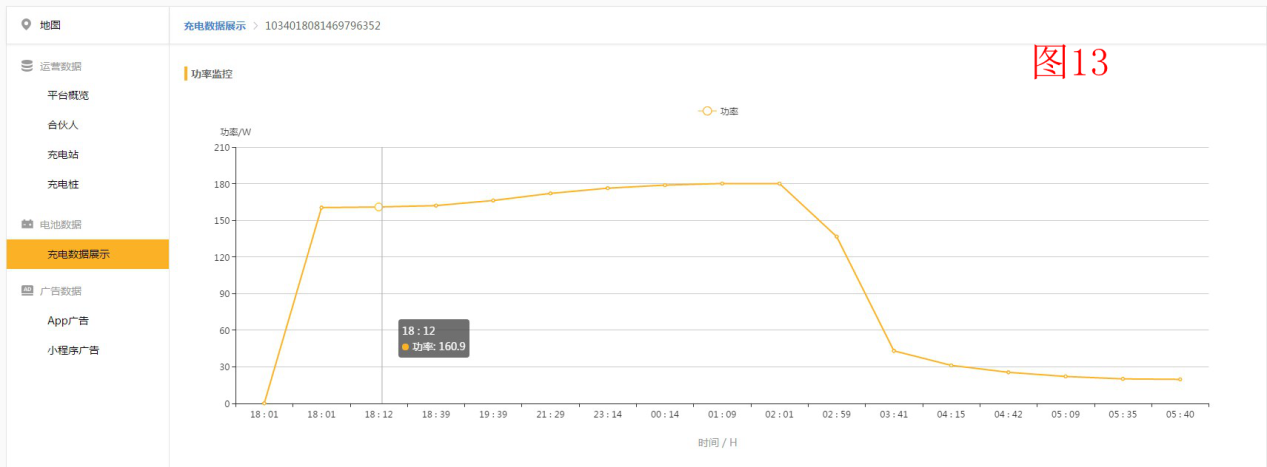 地图
充电数据展示 > 1034018081469796352
图13
运营数据
平台概览
合伙人
充电站
充电桩
电池数据
充电数据展示
广告数据
App广告
小程序广告
功率监控
功率
功率/W
210
180
150
120
90
60
30
0
18 : 12
功率: 160.9
18 : 01 18 : 01 18 : 12 18 : 39 19 : 39 21 : 29 23 : 14 00 : 14 01 : 09 02 : 01 02 : 59 03 : 41 04 : 15 04 : 42 05 : 09 05 : 35 05 : 40
时间 / H